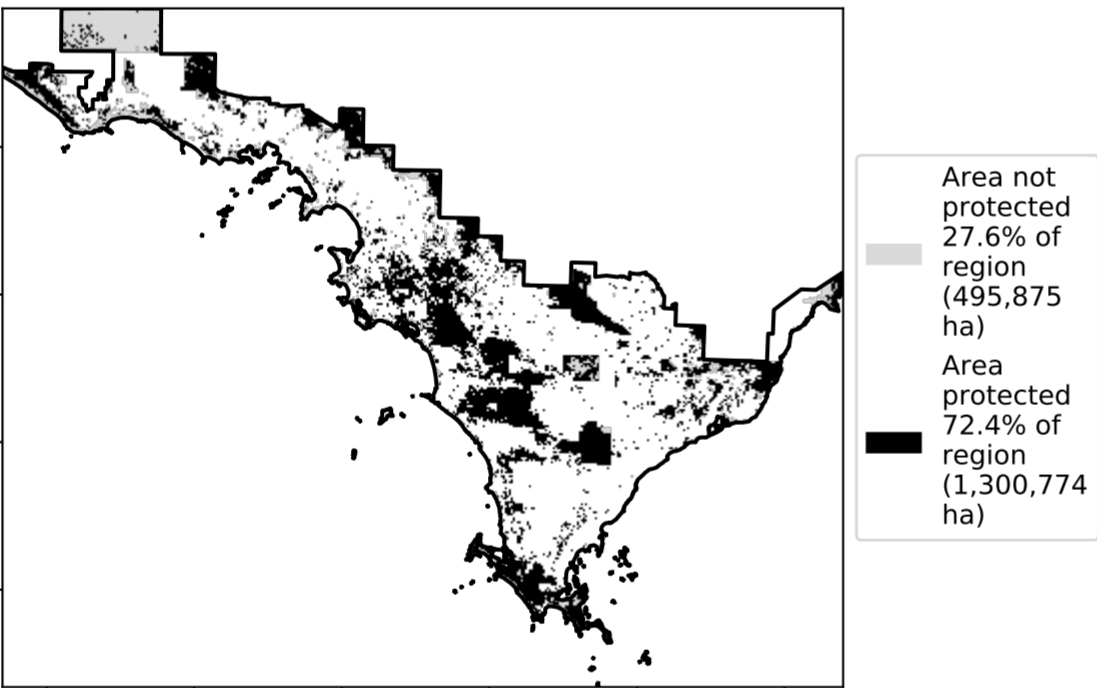 Area not
protected
27.6% of
region
(495,875
ha)
Area
protected
72.4% of
region
(1,300,774
ha)